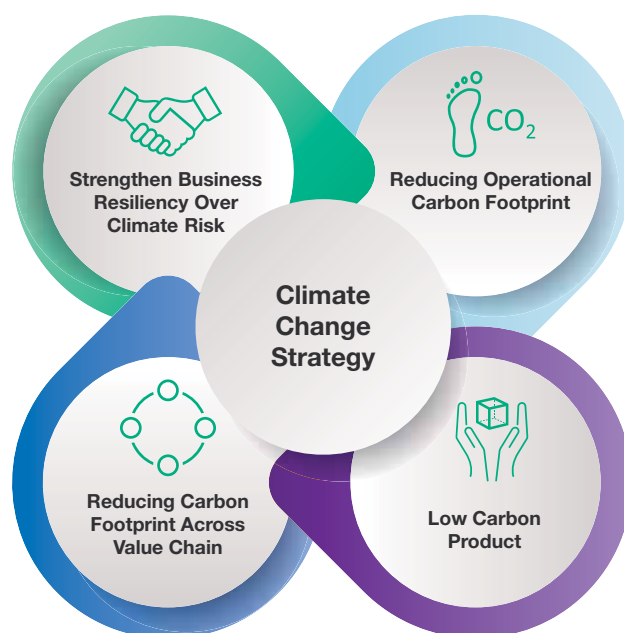 Strengthen Business
Resiliency Over
Climate Risk
CO₂
Reducing Operational
Carbon Footprint
Climate
Change
Strategy
Reducing Carbon
Footprint Across
Value Chain
Low Carbon
Product